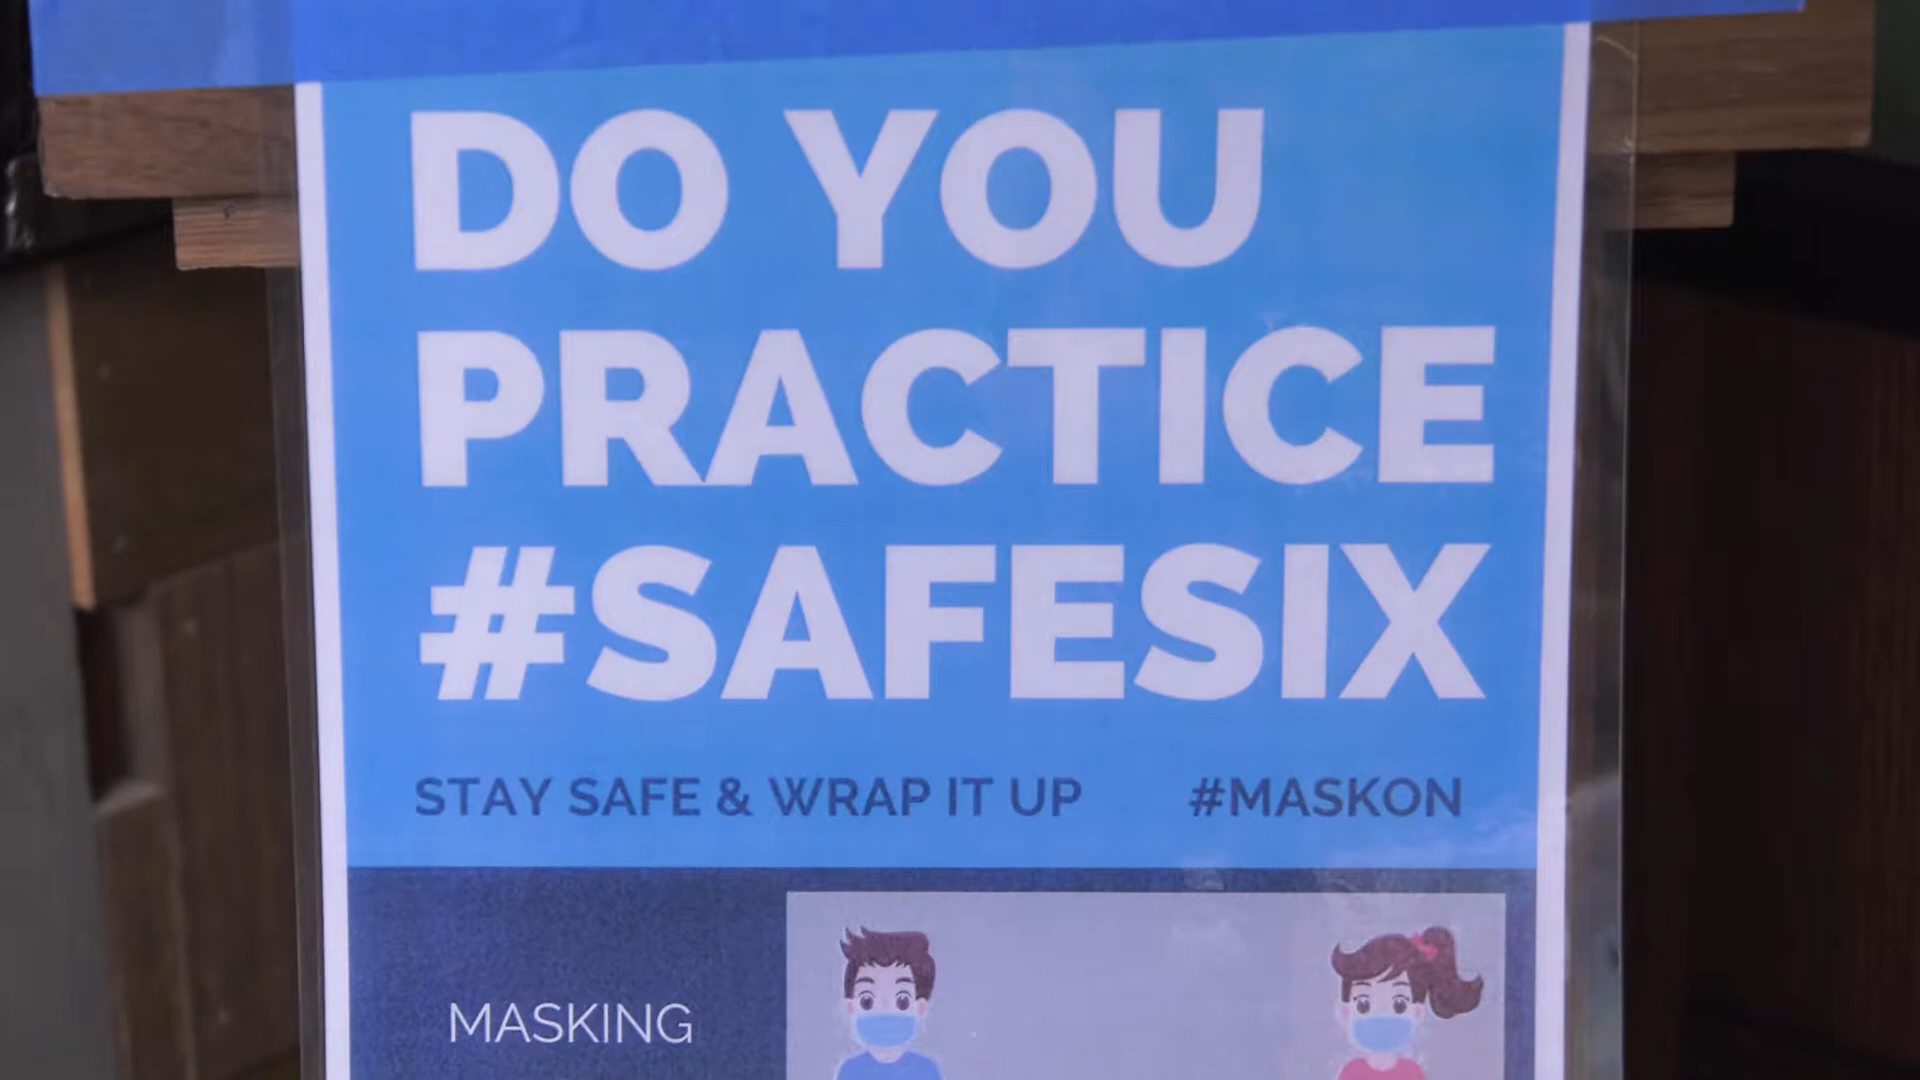 DO YOU
PRACTICE
#SAFESIX
STAY SAFE & WRAP IT UP #MASKON
MASKING